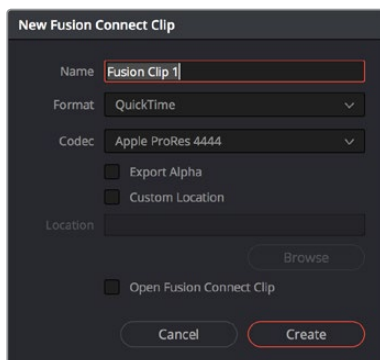 New Fusion Connect Clip
Name Fusion Clip 1
Format QuickTime
Codec Apple ProRes 4444
Export Alpha
Custom Location
Location
Browse
Open Fusion Connect Clip
Cancel Create